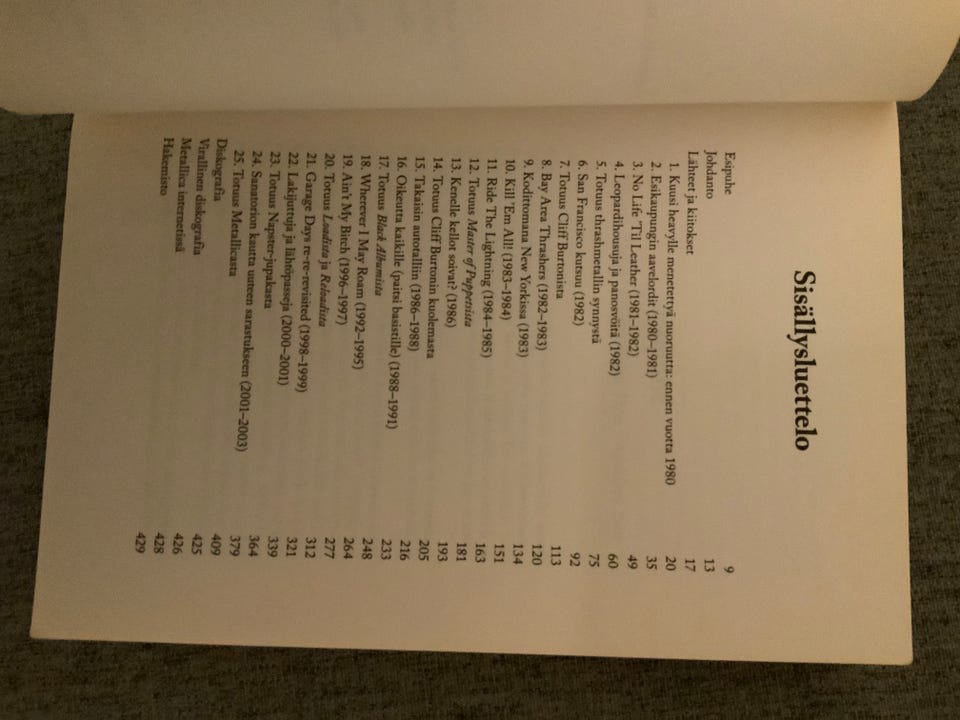 Sisällysluettelo
Esipuhe 9
Johdanto 13
Lähteet ja kiitokset 17
1. Kuusi heavylle menetettyä nuoruutta: ennen vuotta 1980 20
2. Esikaupungin aavelordit (1980–1981) 35
3. No Life 'Til Leather (1981–1982) 49
4. Leopardihousuja ja panosvöitä (1982) 60
5. Totuus thrashmetallin synnystä 75
6. San Francisco kutsuu (1982) 92
7. Totuus Cliff Burtonista 113
8. Bay Area Thrashers (1982–1983) 120
9. Kodittomana New Yorkissa (1983) 134
10. Kill 'Em All! (1983–1984) 151
11. Ride The Lightning (1984–1985) 163
12. Totuus Master of Puppetsista 181
13. Kenelle kellot soivat? (1986) 193
14. Totuus Cliff Burtonin kuolemasta 205
15. Takaisin autotalliin (1986–1988) 216
16. Oikeutta kaikille (paitsi basistille) (1988–1991) 233
17. Totuus Black Albumista 248
18. Wherever I May Roam (1992–1995) 264
19. Ain't My Bitch (1996–1997) 277
20. Totuus Loadista ja Reloadista 312
21. Garage Days re-re-revisited (1998–1999) 321
22. Lakijuttuja ja lähtöpasseja (2000–2001) 339
23. Totuus Napster-jupakasta 364
24. Sanatorion kautta uuteen sarastukseen (2001–2003) 379
25. Totuus Metallicasta 409
Diskografia 425
Virallinen diskografia 426
Metallica internetissä 428
Hakemisto 429